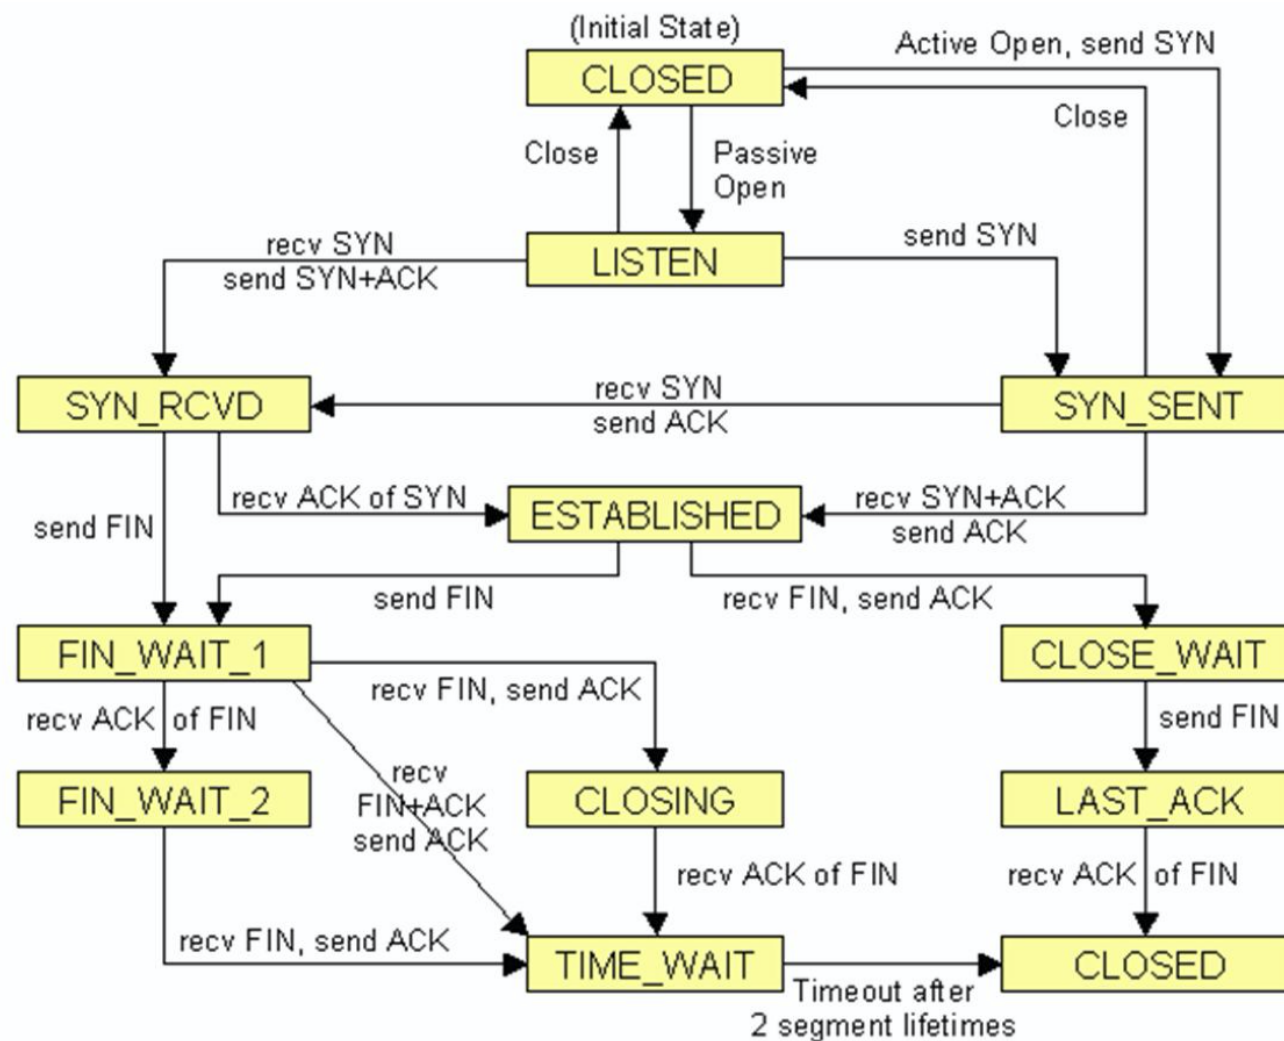 (Initial State)
CLOSED
Active Open, send SYN
Close
Close
Passive
Open
LISTEN
recv SYN
send SYN+ACK
send SYN
SYN_RCVD
recv SYN
send ACK
SYN_SENT
recv ACK of SYN
ESTABLISHED
recv SYN+ACK
send ACK
send FIN
send FIN
recv FIN, send ACK
FIN_WAIT_1
CLOSE_WAIT
recv FIN, send ACK
recv ACK of FIN
send FIN
FIN_WAIT_2
recv
FIN+ACK
send ACK
CLOSING
LAST_ACK
recv ACK of FIN
recv ACK of FIN
recv FIN, send ACK
TIME_WAIT
CLOSED
Timeout after
2 segment lifetimes